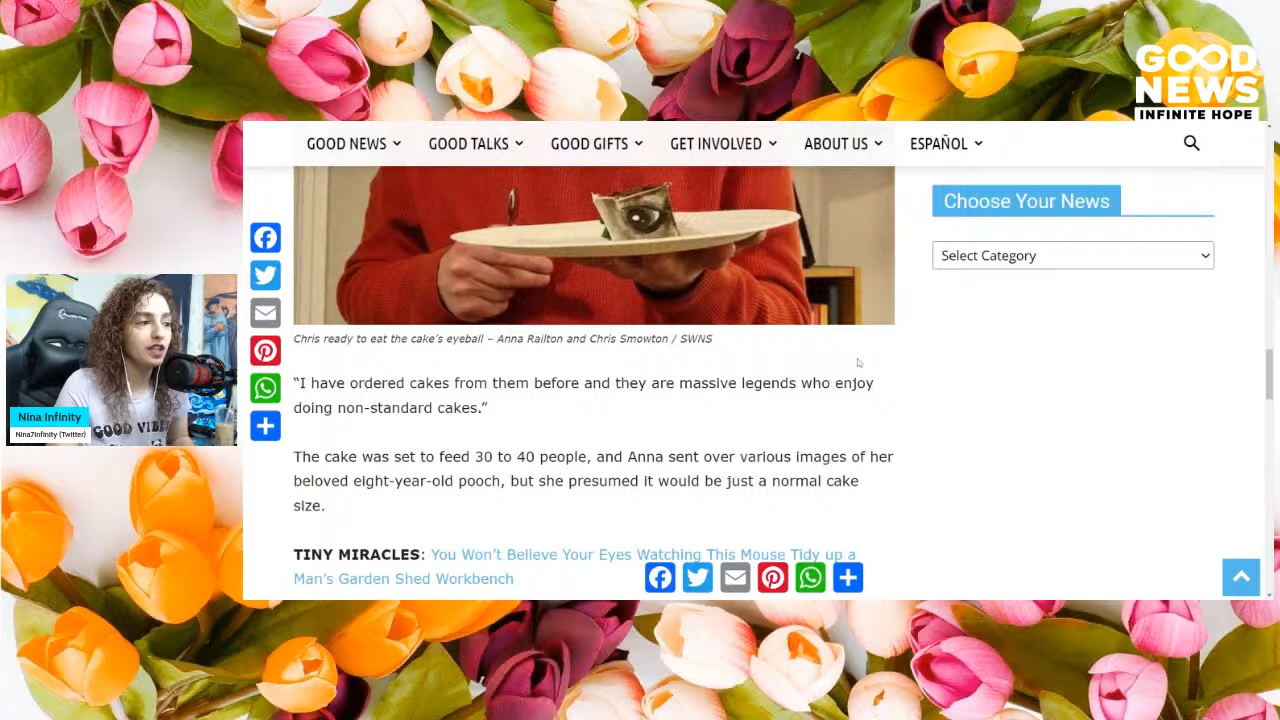 GOOD
NEWS
INFINITE HOPE
GOOD NEWS
GOOD TALKS
GOOD GIFTS
GET INVOLVED
ABOUT US
ESPAÑOL
Choose Your News
Select Category
Chris ready to eat the cake’s eyeball – Anna Railton and Chris Smowton / SWNS
“I have ordered cakes from them before and they are massive legends who enjoy
doing non-standard cakes.”
The cake was set to feed 30 to 40 people, and Anna sent over various images of her
beloved eight-year-old pooch, but she presumed it would be just a normal cake
size.
TINY MIRACLES: You Won’t Believe Your Eyes Watching This Mouse Tidy up a
Man’s Garden Shed Workbench
Nina Infinity
Nina7Infinity (Twitter)
GOOD VIBES